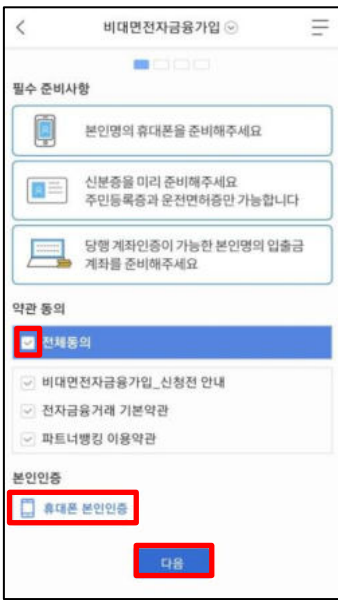 비대면전자금융가입
필수 준비사항
본인명의 휴대폰을 준비해주세요
신분증을 미리 준비해주세요
주민등록증과 운전면허증만 가능합니다
당행 계좌인증이 가능한 본인명의 입출금
계좌를 준비해주세요
약관 동의
전체동의
비대면전자금융가입_신청전 안내
전자금융거래 기본약관
파트너뱅킹 이용약관
본인인증
휴대폰 본인인증
다음